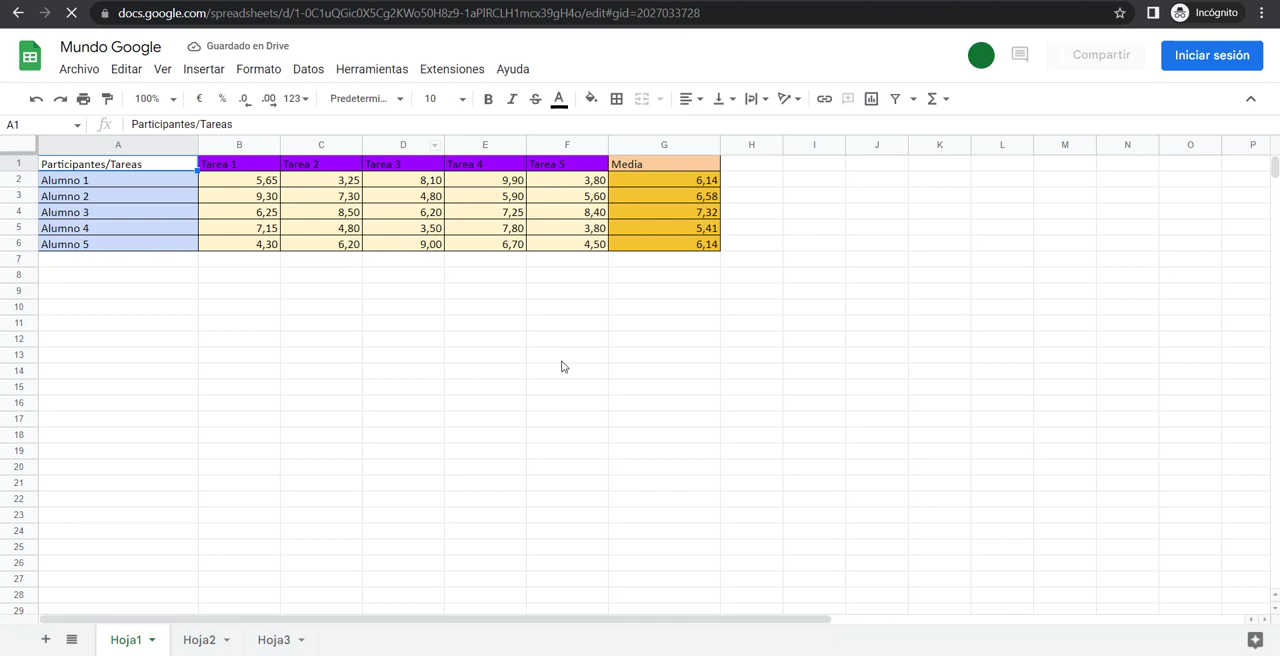 docs.google.com/spreadsheets/d/1-0C1uQGic0X5Cg2KWo50H8z9-1aPlRCLH1mcx39gH4o/edit#gid=2027033728 Incógnito
Mundo Google Guardado en Drive Compartir Iniciar sesión
Archivo Editar Ver Insertar Formato Datos Herramientas Extensiones Ayuda
100% € % .0 .00 123 Predetermi... 10 B I S A Σ
A1 fx Participantes/Tareas
A B C D E F G H I J K L M N O P
1 Participantes/Tareas Tarea 1 Tarea 2 Tarea 3 Tarea 4 Tarea 5 Media
2 Alumno 1 5,65 3,25 8,10 9,90 3,80 6,14
3 Alumno 2 9,30 7,30 4,80 5,90 5,60 6,58
4 Alumno 3 6,25 8,50 6,20 7,25 8,40 7,32
5 Alumno 4 7,15 4,80 3,50 7,80 3,80 5,41
6 Alumno 5 4,30 6,20 9,00 6,70 4,50 6,14
7
8
9
10
11
12
13
14
15
16
17
18
19
20
21
22
23
24
25
26
27
28
29
+ Hoja1 Hoja2 Hoja3